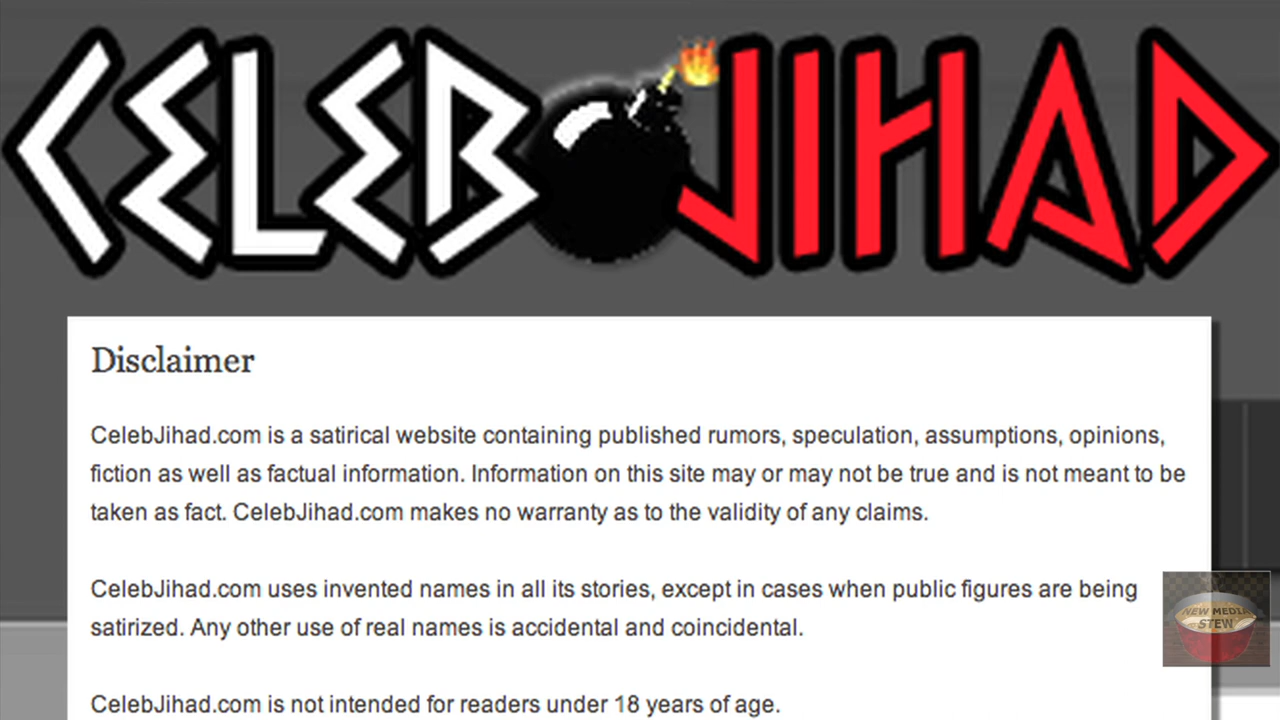 CELEB JIHAD
Disclaimer
CelebJihad.com is a satirical website containing published rumors, speculation, assumptions, opinions,
fiction as well as factual information. Information on this site may or may not be true and is not meant to be
taken as fact. CelebJihad.com makes no warranty as to the validity of any claims.
CelebJihad.com uses invented names in all its stories, except in cases when public figures are being
satirized. Any other use of real names is accidental and coincidental.
NEW MEDIA
STEW
CelebJihad.com is not intended for readers under 18 years of age.